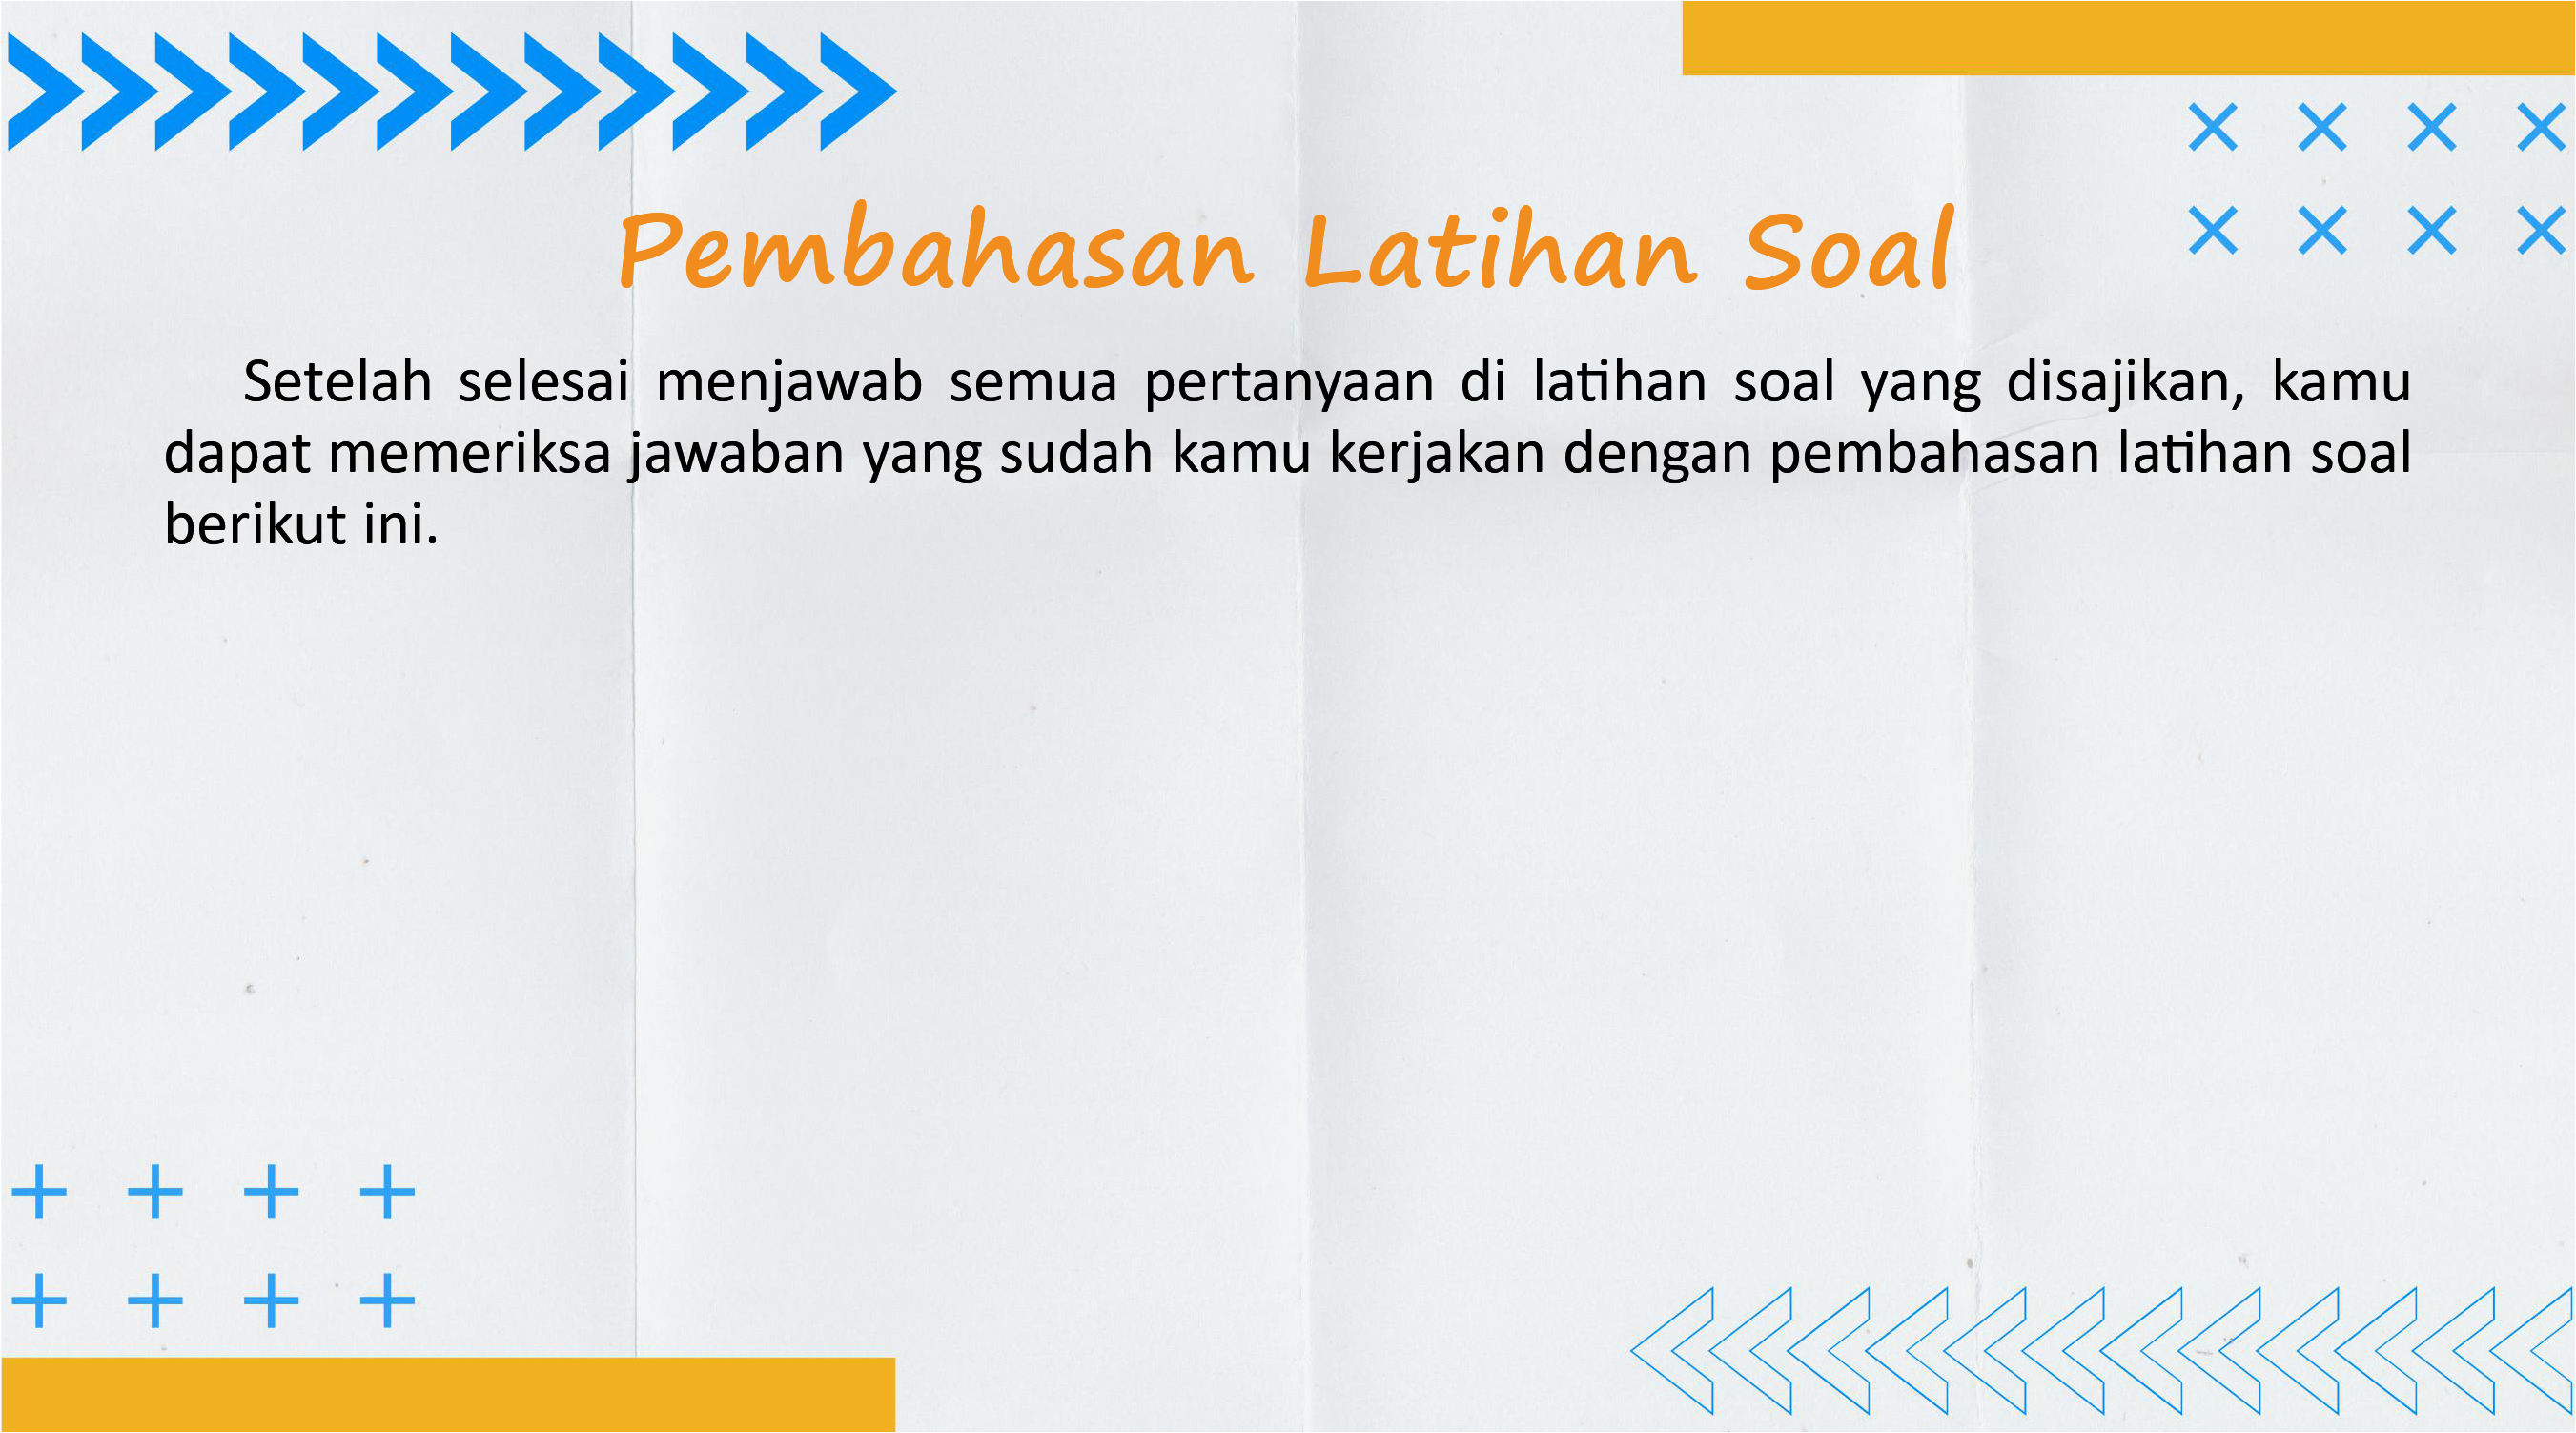 Pembahasan Latihan Soal
Setelah selesai menjawab semua pertanyaan di latihan soal yang disajikan, kamu
dapat memeriksa jawaban yang sudah kamu kerjakan dengan pembahasan latihan soal
berikut ini.